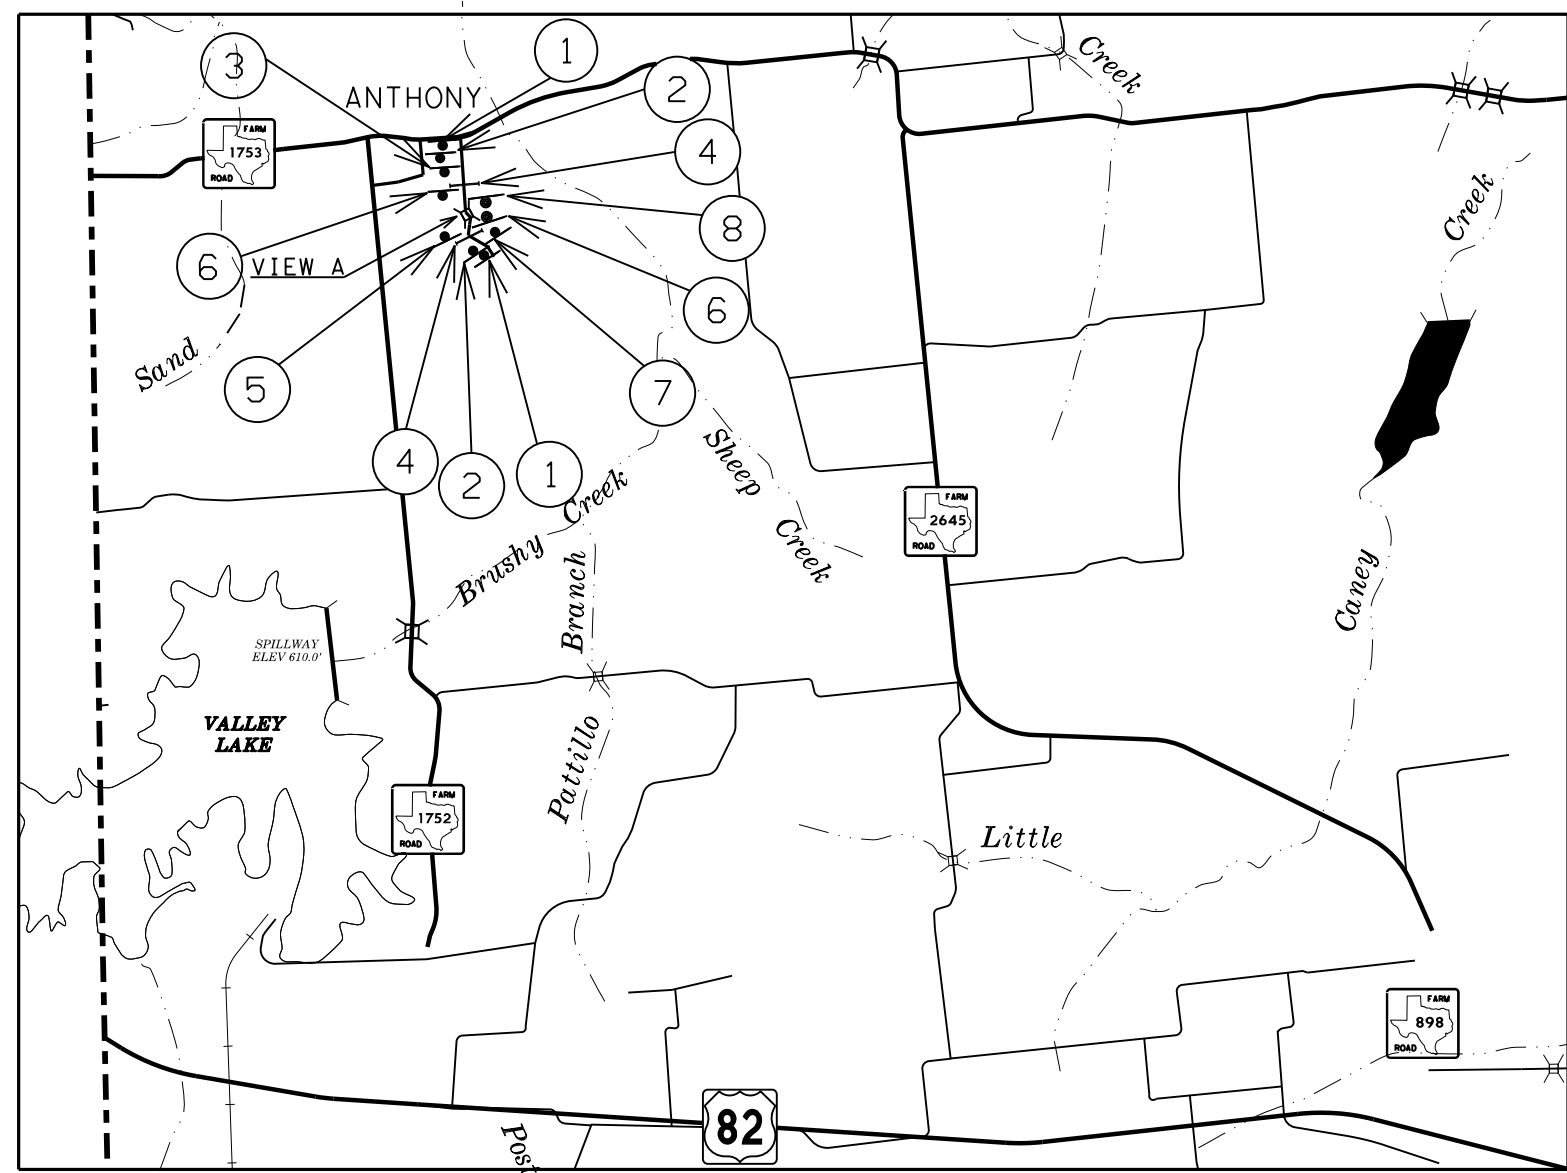 1
3
2
Creek
ANTHONY
FARM
1753
ROAD
4
Creek
8
6
VIEW A
6
Sand
5
7
Sheep
Creek
4
2
1
Brushy Creek
FARM
2645
ROAD
Branch
Caney
SPILLWAY
ELEV 610.0'
VALLEY
LAKE
Pattillo
FARM
1752
ROAD
Little
FARM
898
ROAD
82
Post